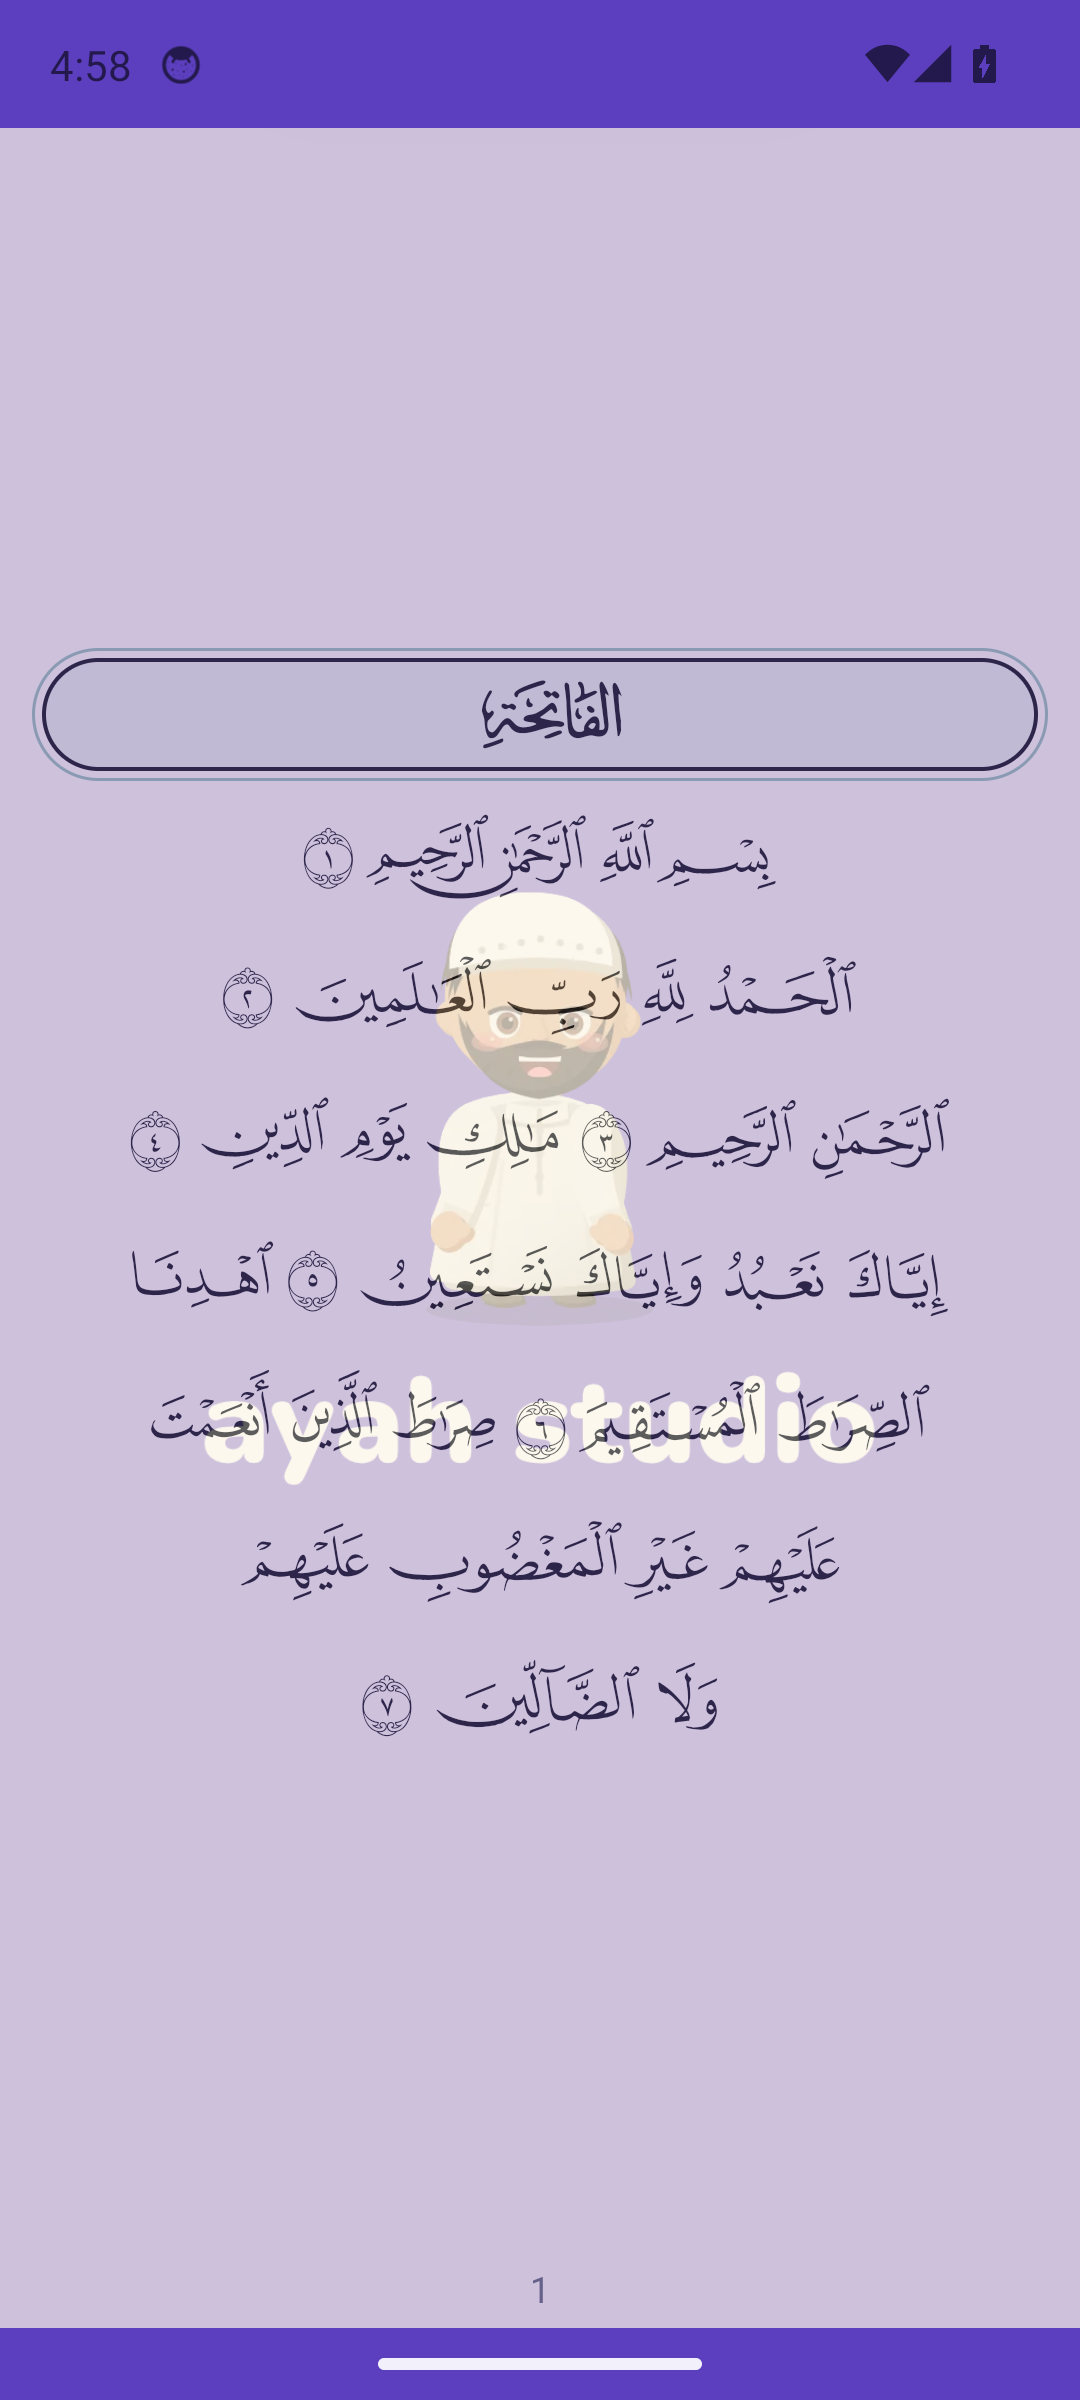 4:58
الفَاتِحَةِ
بِسْمِ ٱللَّهِ ٱلرَّحْمَٰنِ ٱلرَّحِيمِ ١
ٱلْحَمْدُ لِلَّهِ رَبِّ ٱلْعَٰلَمِينَ ٢
ٱلرَّحْمَٰنِ ٱلرَّحِيمِ ٣ مَٰلِكِ يَوْمِ ٱلدِّينِ ٤
إِيَّاكَ نَعْبُدُ وَإِيَّاكَ نَسْتَعِينُ ٥ ٱهْدِنَا
ٱلصِّرَٰطَ ٱلْمُسْتَقِيمَ ٦ صِرَٰطَ ٱلَّذِينَ أَنْعَمْتَ
ayah studio
عَلَيْهِمْ غَيْرِ ٱلْمَغْضُوبِ عَلَيْهِمْ
وَلَا ٱلضَّآلِّينَ ٧
1